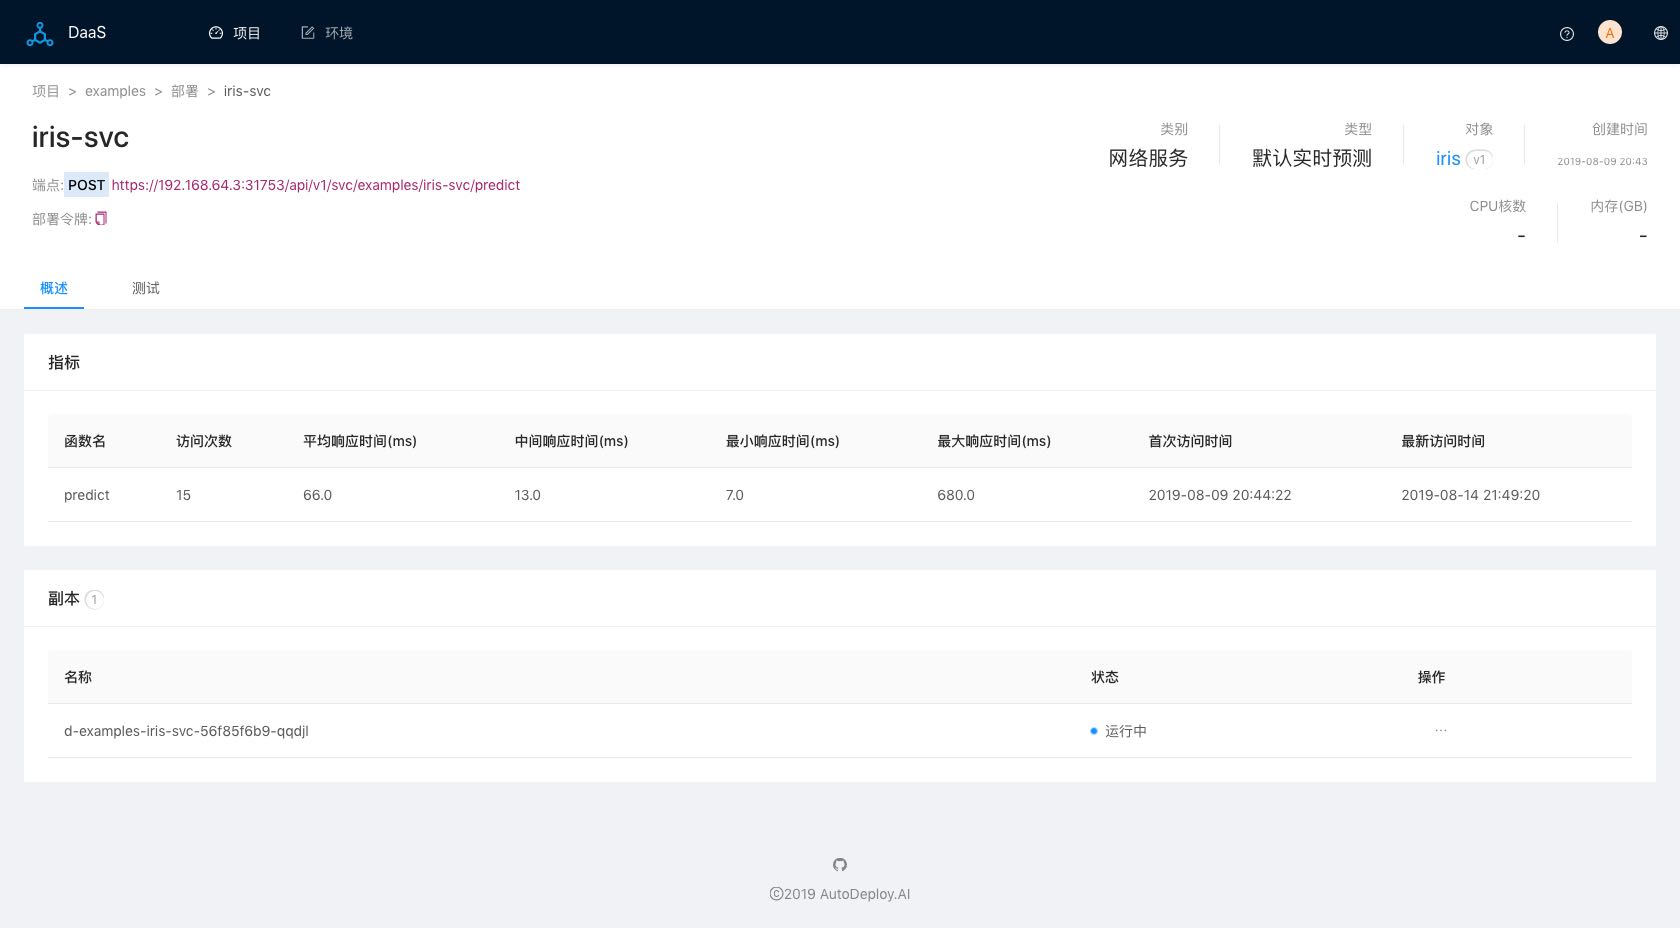 DaaS 项目 环境 A
项目 > examples > 部署 > iris-svc
iris-svc
端点: POST https://192.168.64.3:31753/api/v1/svc/examples/iris-svc/predict
部署令牌:
类别 类型 对象 创建时间
网络服务 默认实时预测 iris v1 2019-08-09 20:43
CPU核数 内存(GB)
- -
概述 测试
指标
函数名 访问次数 平均响应时间(ms) 中间响应时间(ms) 最小响应时间(ms) 最大响应时间(ms) 首次访问时间 最新访问时间
predict 15 66.0 13.0 7.0 680.0 2019-08-09 20:44:22 2019-08-14 21:49:20
副本 1
名称 状态 操作
d-examples-iris-svc-56f85f6b9-qqdjl 运行中 ···
©2019 AutoDeploy.AI